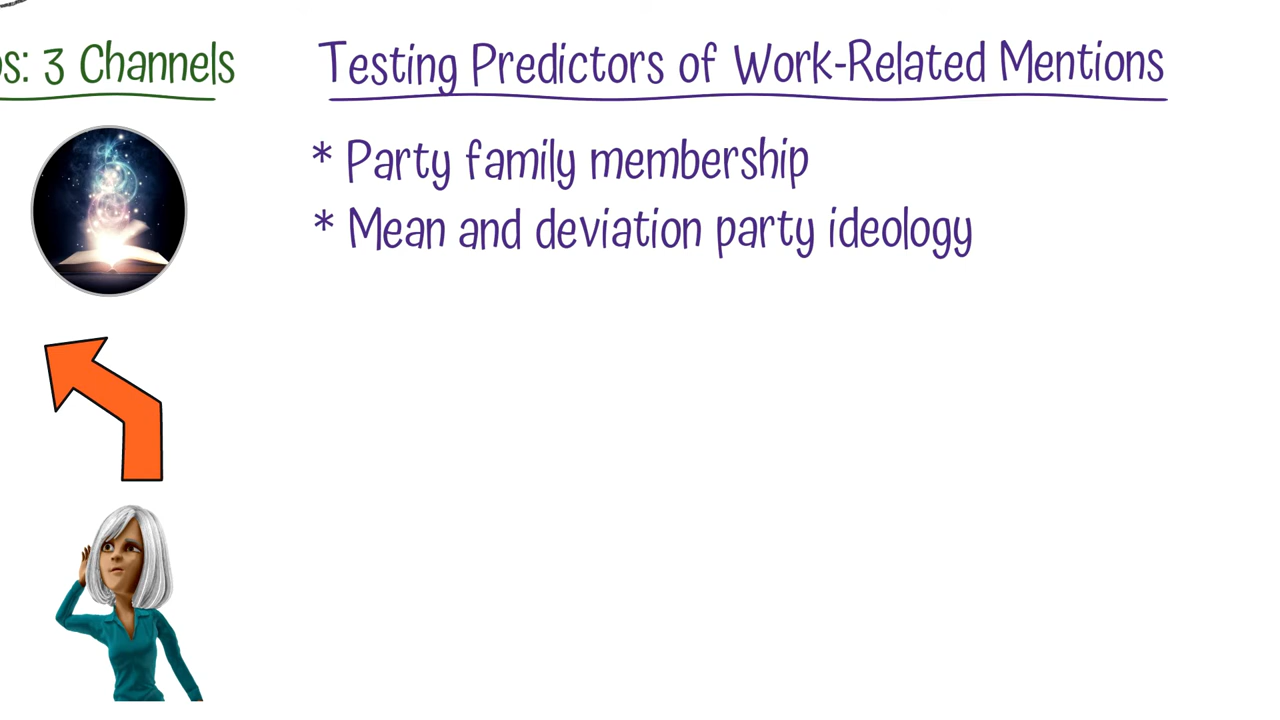 s: 3 Channels
Testing Predictors of Work-Related Mentions
* Party family membership
* Mean and deviation party ideology